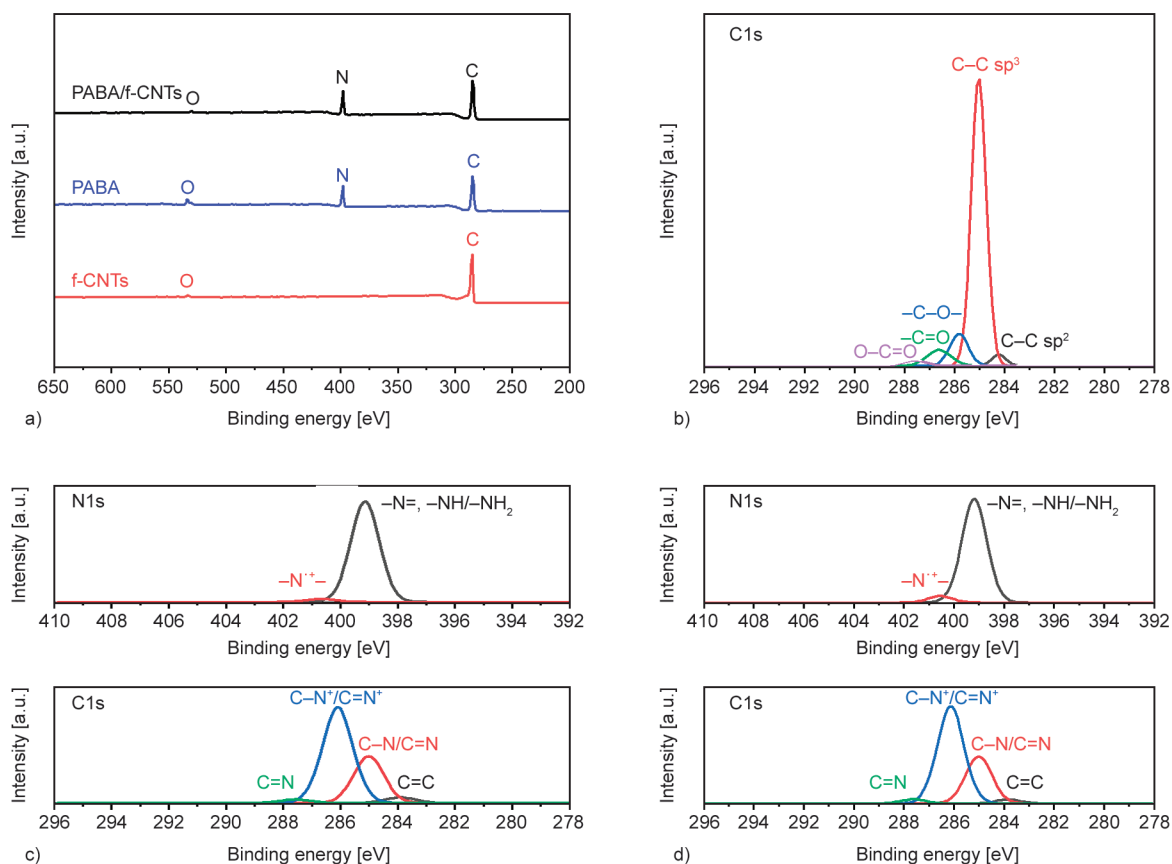 PABA/f-CNTs
O
N
C
PABA
O
N
C
f-CNTs
O
C
Intensity [a.u.]
650 600 550 500 450 400 350 300 250 200
Binding energy [eV]
a)
C1s
C–C sp³
–C–O–
–C=O
O–C=O
C–C sp²
Intensity [a.u.]
296 294 292 290 288 286 284 282 280 278
Binding energy [eV]
b)
N1s
–N=, –NH/–NH₂
–N·⁺–
Intensity [a.u.]
410 408 406 404 402 400 398 396 394 392
Binding energy [eV]
C1s
C–N⁺/C=N⁺
C–N/C=N
C=N
C=C
Intensity [a.u.]
296 294 292 290 288 286 284 282 280 278
Binding energy [eV]
c)
N1s
–N=, –NH/–NH₂
–N·⁺–
Intensity [a.u.]
410 408 406 404 402 400 398 396 394 392
Binding energy [eV]
C1s
C–N⁺/C=N⁺
C–N/C=N
C=N
C=C
Intensity [a.u.]
296 294 292 290 288 286 284 282 280 278
Binding energy [eV]
d)